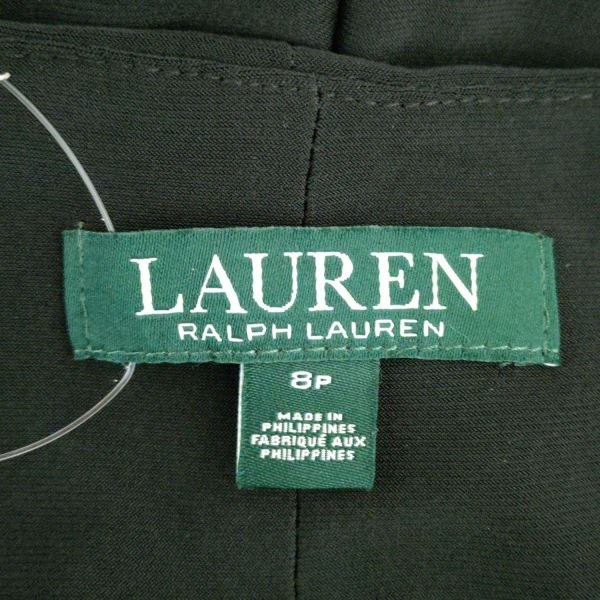 LAUREN
RALPH LAUREN
8P
MADE IN
PHILIPPINES
FABRIQUÉ AUX
PHILIPPINES